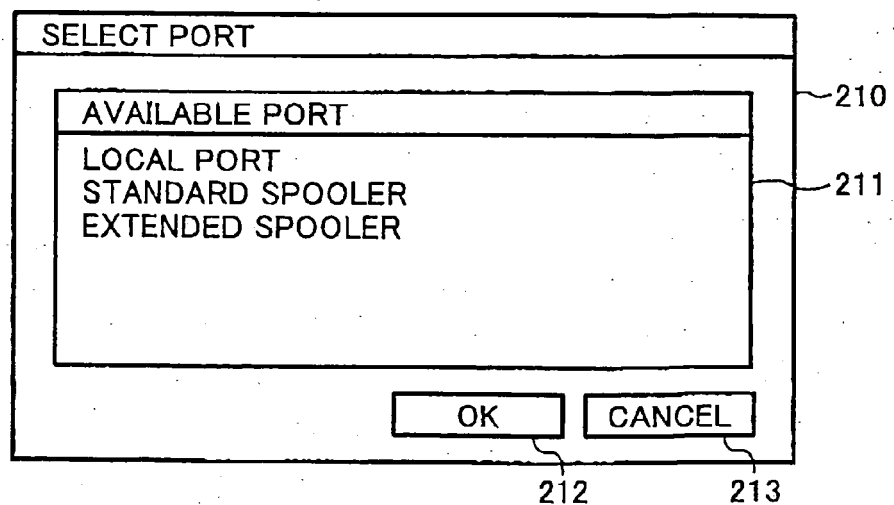 SELECT PORT
210
AVAILABLE PORT
LOCAL PORT
211
STANDARD SPOOLER
EXTENDED SPOOLER
OK
CANCEL
212
213